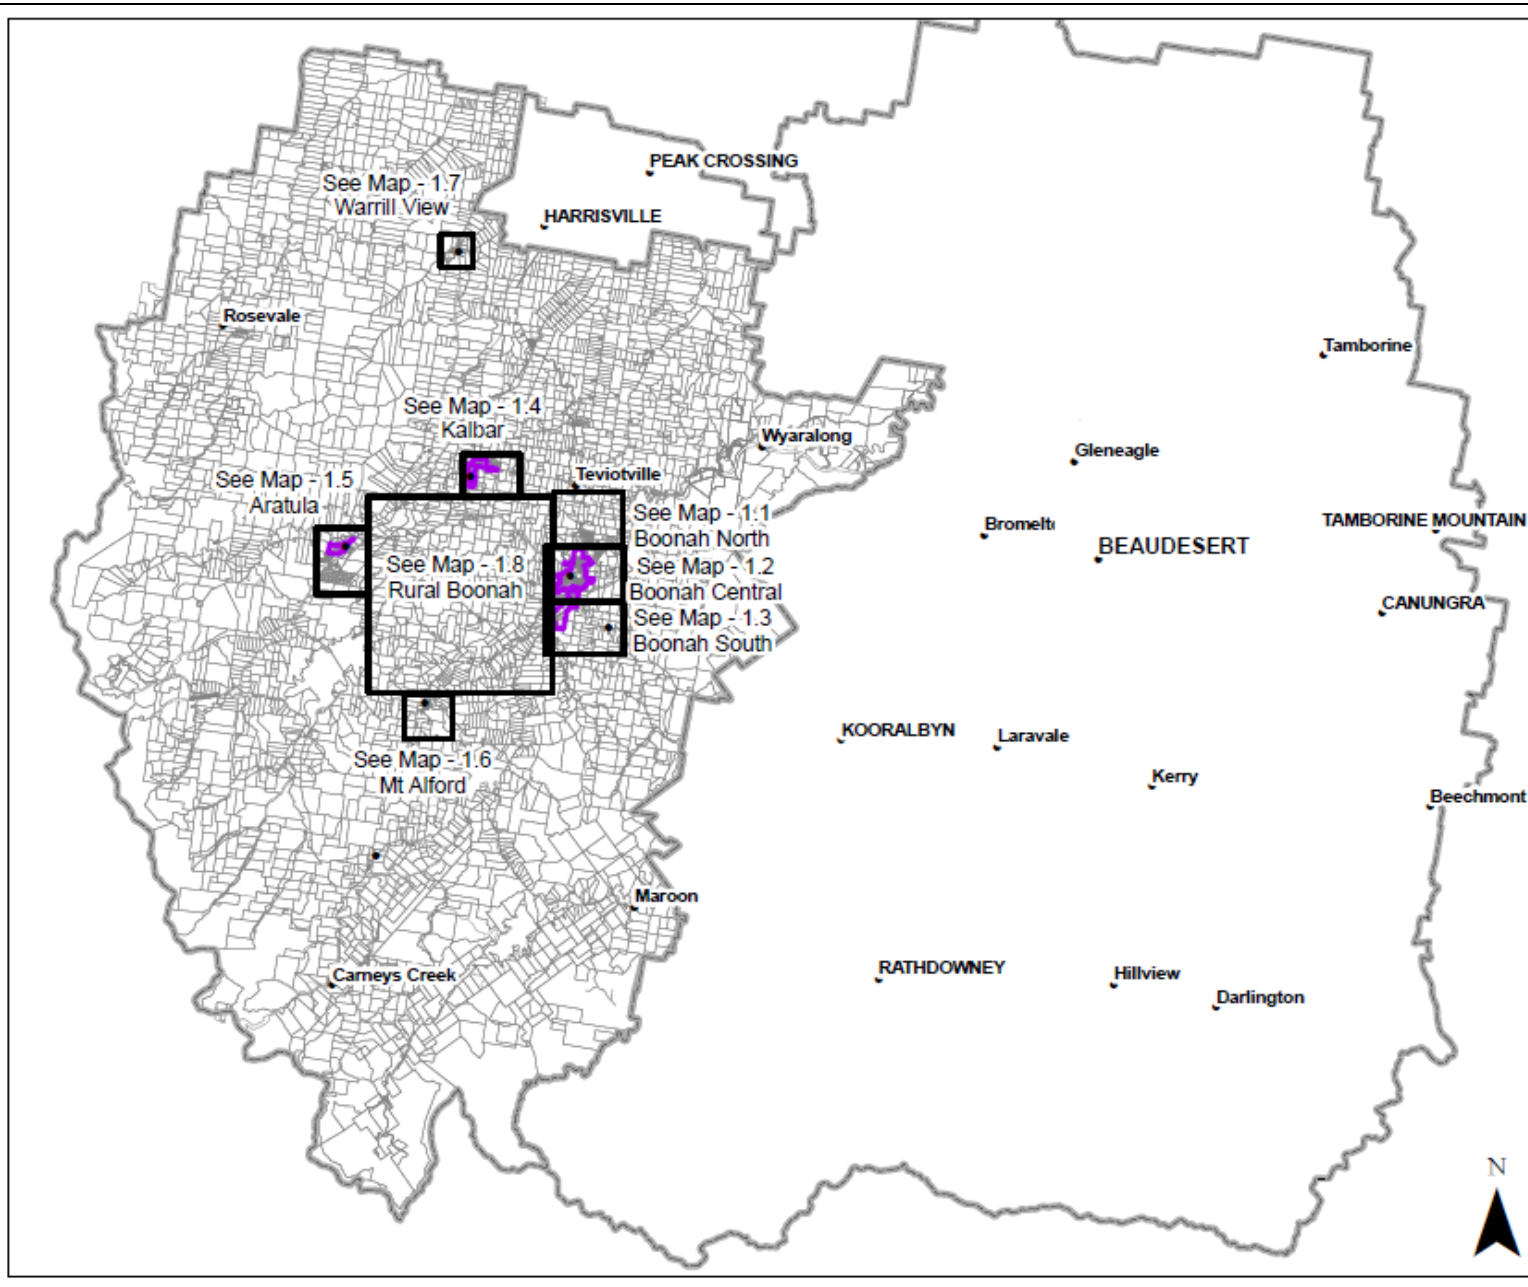 PEAK CROSSING
See Map - 1.7
Warrill View
HARRISVILLE
Rosevale
Tamborine
See Map - 1.4
Kalbar
Wyaralong
Gleneagle
See Map - 1.5
Aratula
Teviotville
See Map - 1.1
Boonah North
Bromelt
TAMBORINE MOUNTAIN
BEAUDESERT
See Map - 1.8
Rural Boonah
See Map - 1.2
Boonah Central
CANUNGRA
See Map - 1.3
Boonah South
KOORALBYN
Laravale
See Map - 1.6
Mt Alford
Kerry
Beechmont
Maroon
Carneys Creek
RATHDOWNEY
Hillview
Darlington
N